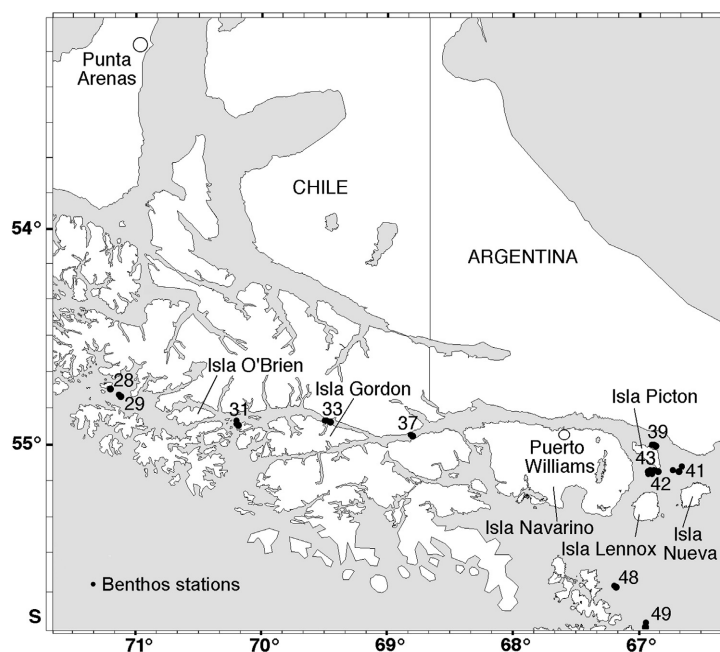 Punta
Arenas
CHILE
54°
ARGENTINA
Isla O'Brien
28
29
Isla Gordon
31
33
37
Isla Picton
39
55°
Puerto
Williams
43
41
42
Isla Navarino
Isla Lennox
Isla
Nueva
Benthos stations
48
S
49
71°
70°
69°
68°
67°